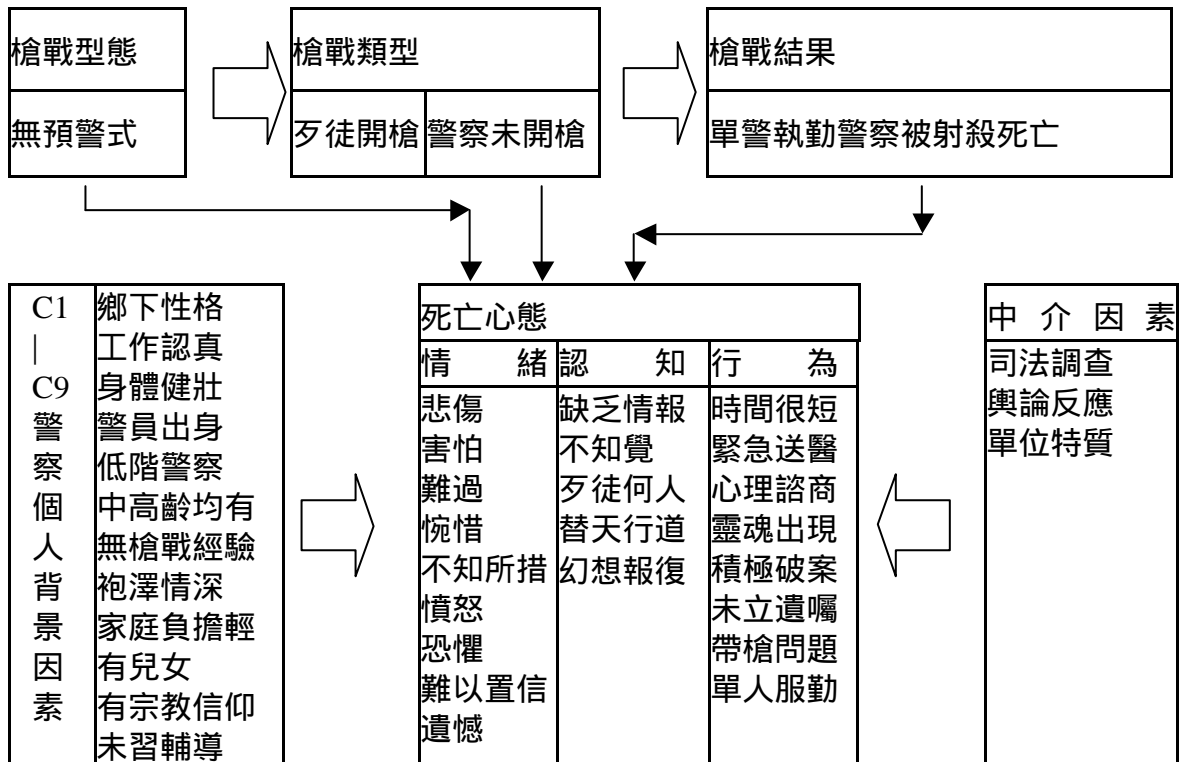 槍戰型態
無預警式
槍戰類型
歹徒開槍
警察未開槍
槍戰結果
單警執勤警察被射殺死亡
C1
|
C9
警
察
個
人
背
景
因
素
鄉下性格
工作認真
身體健壯
警員出身
低階警察
中高齡均有
無槍戰經驗
袍澤情深
家庭負擔輕
有兒女
有宗教信仰
未習輔導
死亡心態
情緒
悲傷
害怕
難過
惋惜
不知所措
憤怒
恐懼
難以置信
遺憾
認知
缺乏情報
不知覺
歹徒何人
替天行道
幻想報復
行為
時間很短
緊急送醫
心理諮商
靈魂出現
積極破案
未立遺囑
帶槍問題
單人服勤
中介因素
司法調查
輿論反應
單位特質